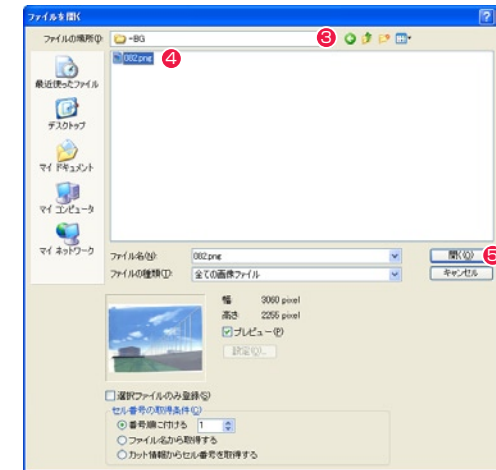 ファイルを開く
?
ファイルの場所(I):
-BG
3
最近使ったファイル
デスクトップ
マイ ドキュメント
マイ コンピュータ
マイ ネットワーク
002.png
4
ファイル名(N):
002.png
開く(O)
5
ファイルの種類(T):
全ての画像ファイル
キャンセル
幅 3060 pixel
高さ 2255 pixel
プレビュー(P)
設定(O)...
選択ファイルのみ登録(S)
セル番号の取得条件(C)
番号順に付ける 1
ファイル名から取得する
カット情報からセル番号を取得する